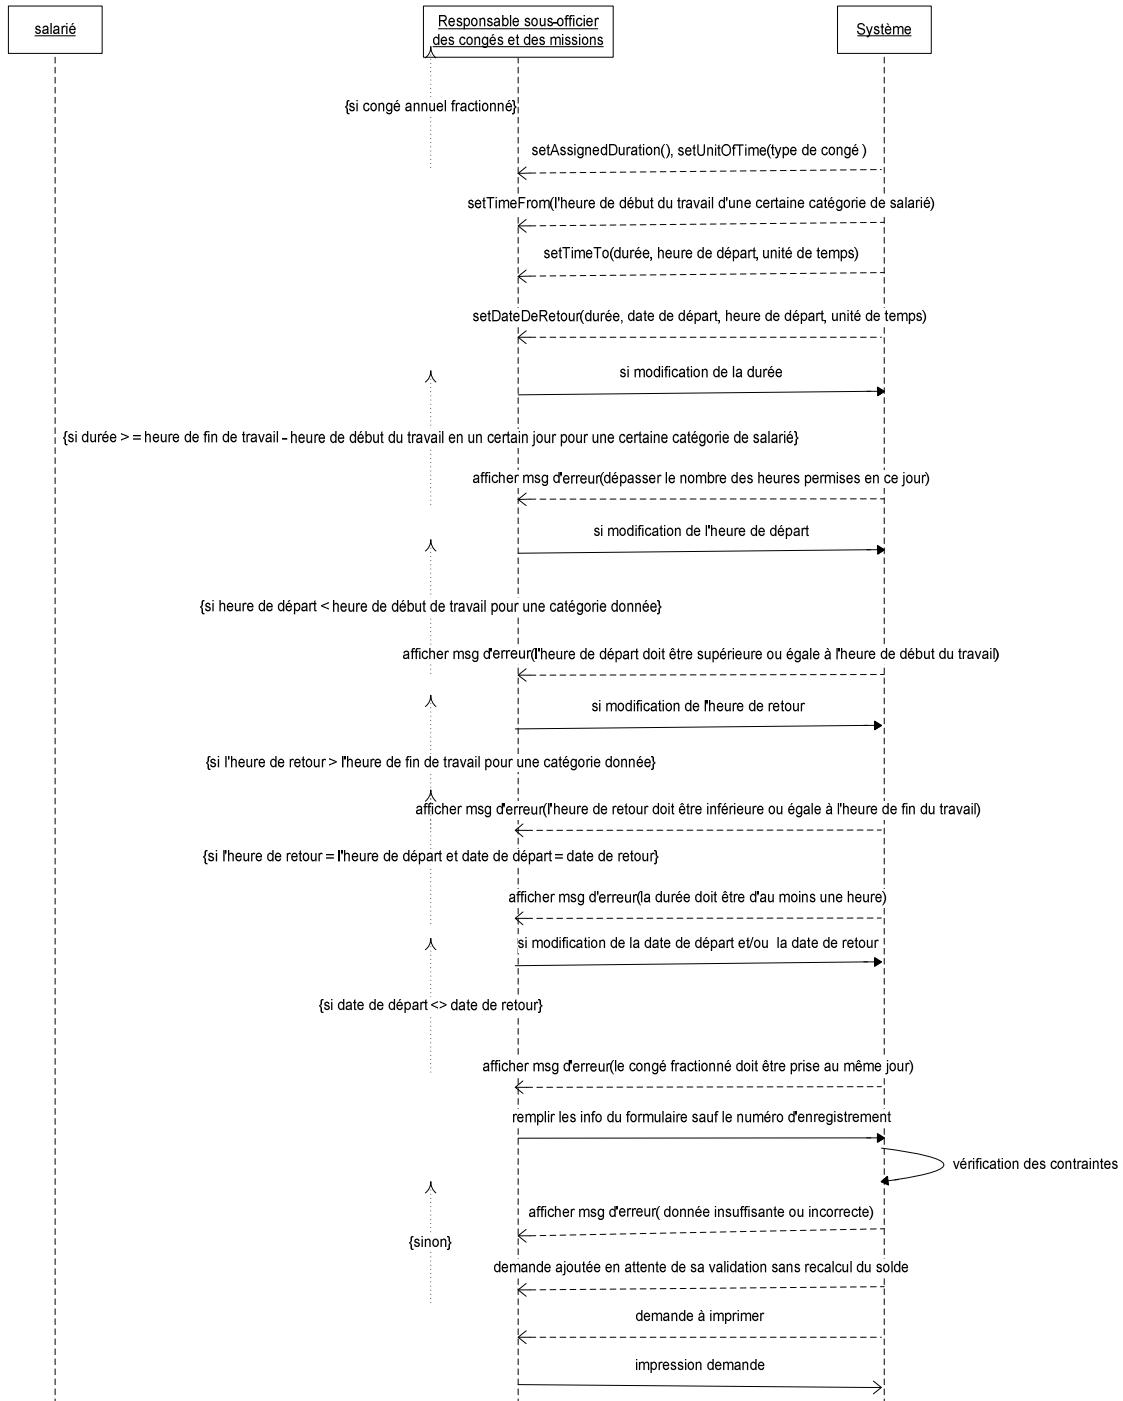 salarié
Responsable sous-officier
des congés et des missions
Système
{si congé annuel fractionné}
setAssignedDuration(), setUnitOfTime(type de congé )
setTimeFrom(l'heure de début du travail d'une certaine catégorie de salarié)
setTimeTo(durée, heure de départ, unité de temps)
setDateDeRetour(durée, date de départ, heure de départ, unité de temps)
si modification de la durée
{si durée > = heure de fin de travail - heure de début du travail en un certain jour pour une certaine catégorie de salarié}
afficher msg d'erreur(dépasser le nombre des heures permises en ce jour)
si modification de l'heure de départ
{si heure de départ < heure de début de travail pour une catégorie donnée}
afficher msg d'erreur(l'heure de départ doit être supérieure ou égale à l'heure de début du travail)
si modification de l'heure de retour
{si l'heure de retour > l'heure de fin de travail pour une catégorie donnée}
afficher msg d'erreur(l'heure de retour doit être inférieure ou égale à l'heure de fin du travail)
{si l'heure de retour = l'heure de départ et date de départ = date de retour}
afficher msg d'erreur(la durée doit être d'au moins une heure)
si modification de la date de départ et/ou la date de retour
{si date de départ <> date de retour}
afficher msg d'erreur(le congé fractionné doit être prise au même jour)
remplir les info du formulaire sauf le numéro d'enregistrement
vérification des contraintes
afficher msg d'erreur( donnée insuffisante ou incorrecte)
{sinon}
demande ajoutée en attente de sa validation sans recalcul du solde
demande à imprimer
impression demande